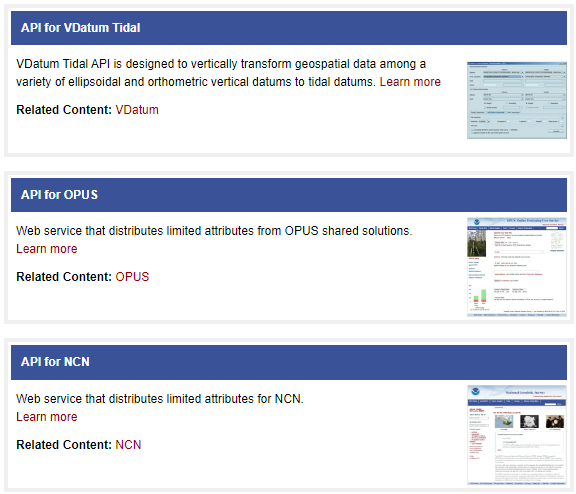 API for VDatum Tidal
VDatum Tidal API is designed to vertically transform geospatial data among a
variety of ellipsoidal and orthometric vertical datums to tidal datums. Learn more
Related Content: VDatum
API for OPUS
Web service that distributes limited attributes from OPUS shared solutions.
Learn more
Related Content: OPUS
API for NCN
Web service that distributes limited attributes for NCN.
Learn more
Related Content: NCN